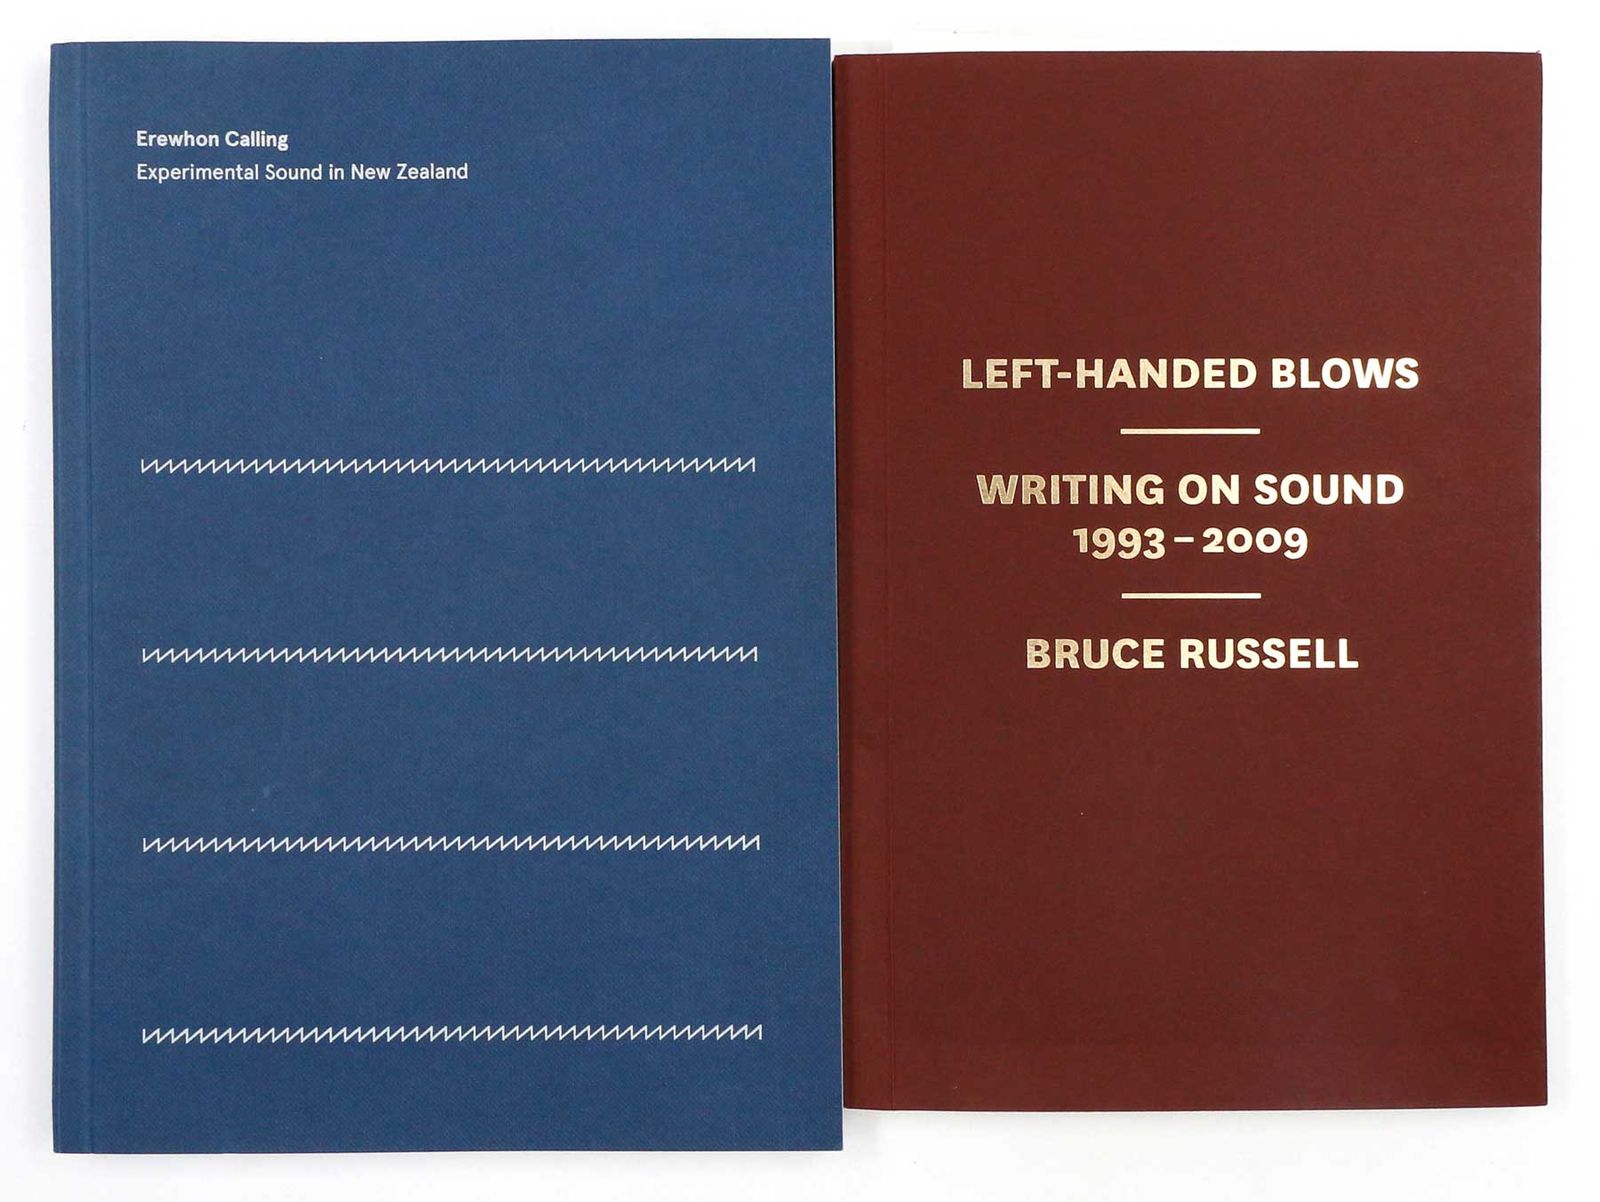 Erewhon Calling
Experimental Sound in New Zealand
LEFT-HANDED BLOWS
WRITING ON SOUND
1993 – 2009
BRUCE RUSSELL